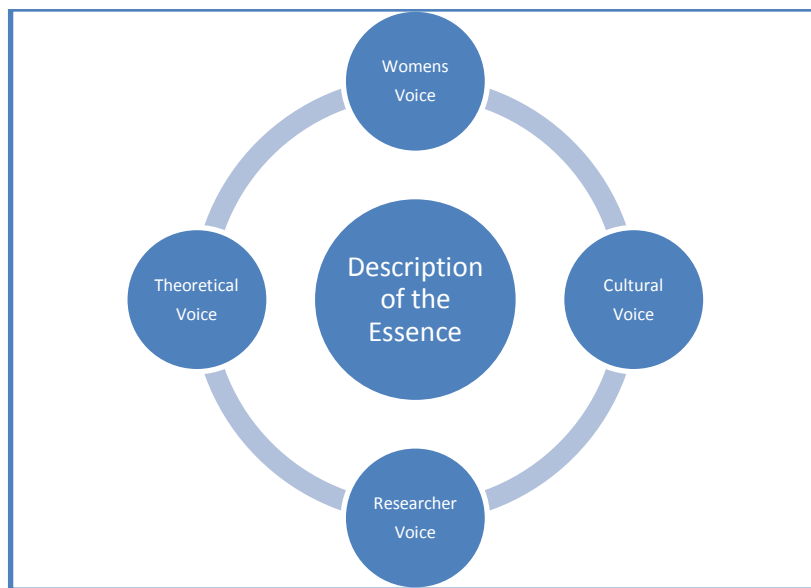 Womens
Voice
Description
of the
Essence
Theoretical
Voice
Cultural
Voice
Researcher
Voice